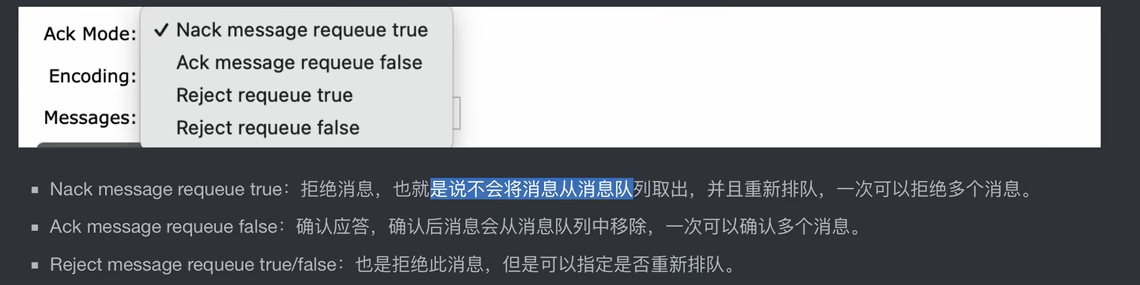 Ack Mode: ✓ Nack message requeue true
Ack message requeue false
Encoding:
Reject requeue true
Messages:
Reject requeue false
▪ Nack message requeue true：拒绝消息，也就是说不会将消息从消息队列取出，并且重新排队，一次可以拒绝多个消息。
▪ Ack message requeue false：确认应答，确认后消息会从消息队列中移除，一次可以确认多个消息。
▪ Reject message requeue true/false：也是拒绝此消息，但是可以指定是否重新排队。